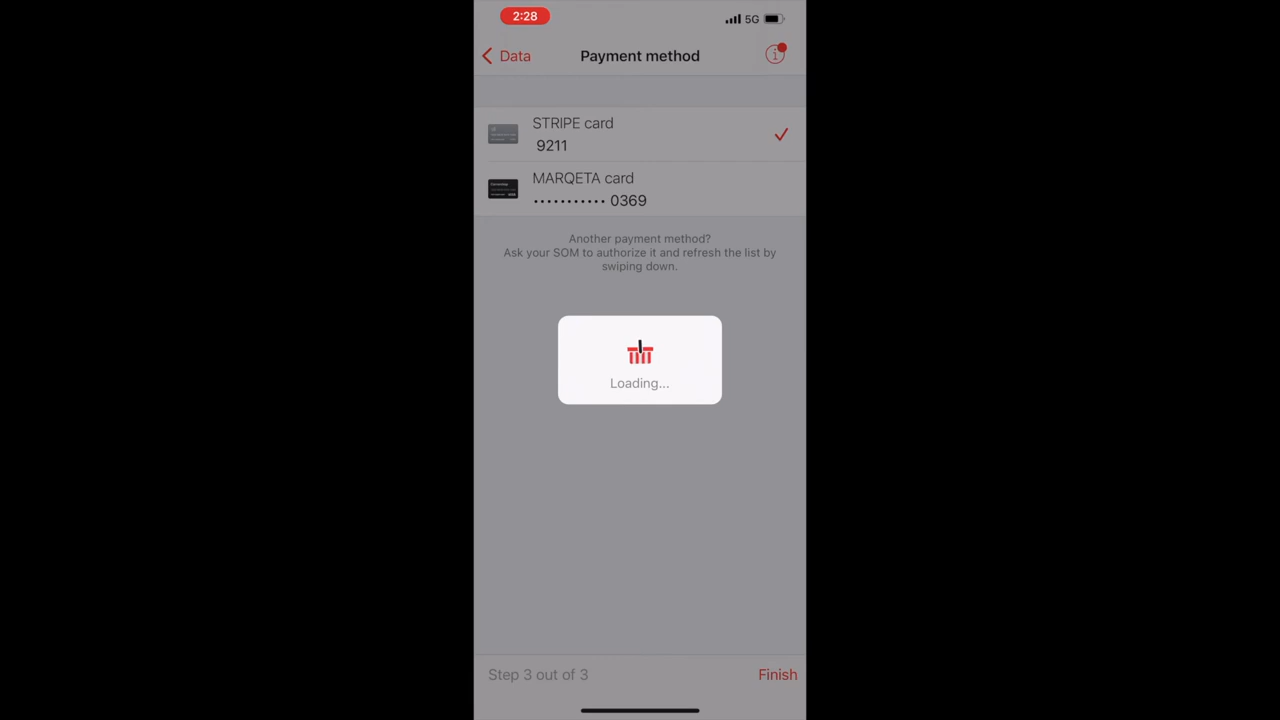 2:28
5G
Data
Payment method
STRIPE card
9211
MARQETA card
••••••••••• 0369
Another payment method?
Ask your SOM to authorize it and refresh the list by
swiping down.
Loading...
Step 3 out of 3
Finish